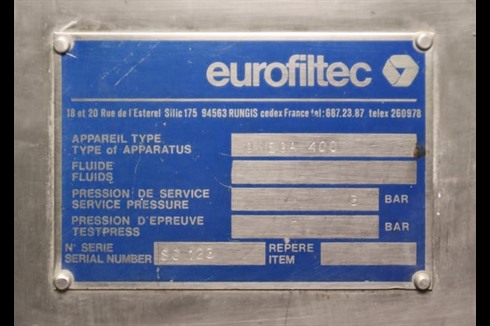 eurofiltec
18 et 20 Rue de l'Esterel Silic 175 94563 RUNGIS cedex France tel: 687.23.87 telex 260978
APPAREIL TYPE
TYPE of APPARATUS 400
FLUIDE
FLUIDS
PRESSION DE SERVICE
SERVICE PRESSURE BAR
PRESSION D'EPREUVE
TESTPRESS BAR
N° SERIE REPERE
SERIAL NUMBER 123 ITEM